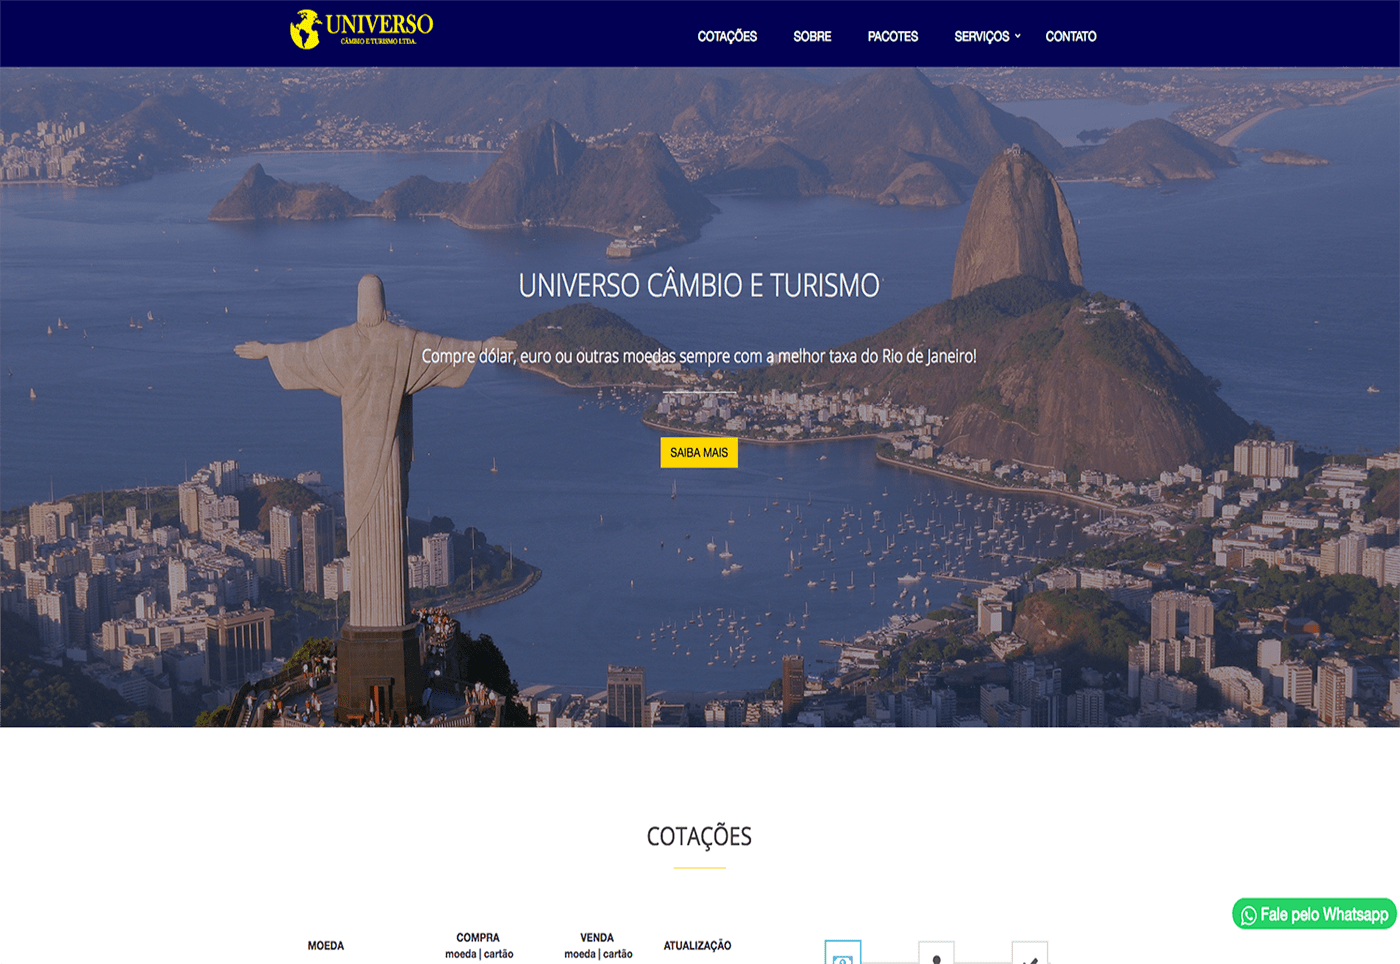 UNIVERSO
CÂMBIO E TURISMO LTDA.
COTAÇÕES SOBRE PACOTES SERVIÇOS CONTATO
UNIVERSO CÂMBIO E TURISMO
Compre dólar, euro ou outras moedas sempre com a melhor taxa do Rio de Janeiro!
SAIBA MAIS
COTAÇÕES
Fale pelo Whatsapp
MOEDA
COMPRA
moeda | cartão
VENDA
moeda | cartão
ATUALIZAÇÃO